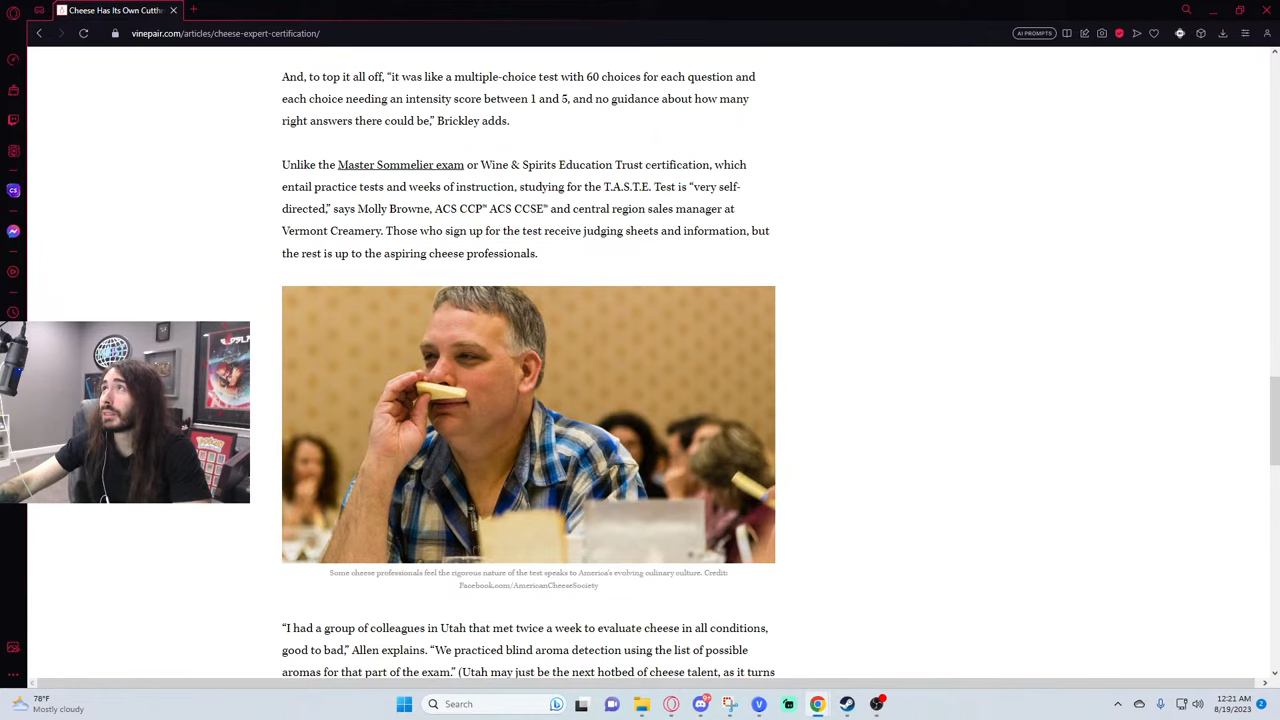 Cheese Has Its Own Cutthr
vinepair.com/articles/cheese-expert-certification/
AI PROMPTS
And, to top it all off, “it was like a multiple-choice test with 60 choices for each question and
each choice needing an intensity score between 1 and 5, and no guidance about how many
right answers there could be,” Brickley adds.
Unlike the Master Sommelier exam or Wine & Spirits Education Trust certification, which
entail practice tests and weeks of instruction, studying for the T.A.S.T.E. Test is “very self-
directed,” says Molly Browne, ACS CCP™ ACS CCSE™ and central region sales manager at
Vermont Creamery. Those who sign up for the test receive judging sheets and information, but
the rest is up to the aspiring cheese professionals.
Some cheese professionals feel the rigorous nature of the test speaks to America's evolving culinary culture. Credit:
Facebook.com/AmericanCheeseSociety
“I had a group of colleagues in Utah that met twice a week to evaluate cheese in all conditions,
good to bad,” Allen explains. “We practiced blind aroma detection using the list of possible
aromas for that part of the exam.” (Utah may just be the next hotbed of cheese talent, as it turns
78°F
Mostly cloudy
Search
12:21 AM
8/19/2023